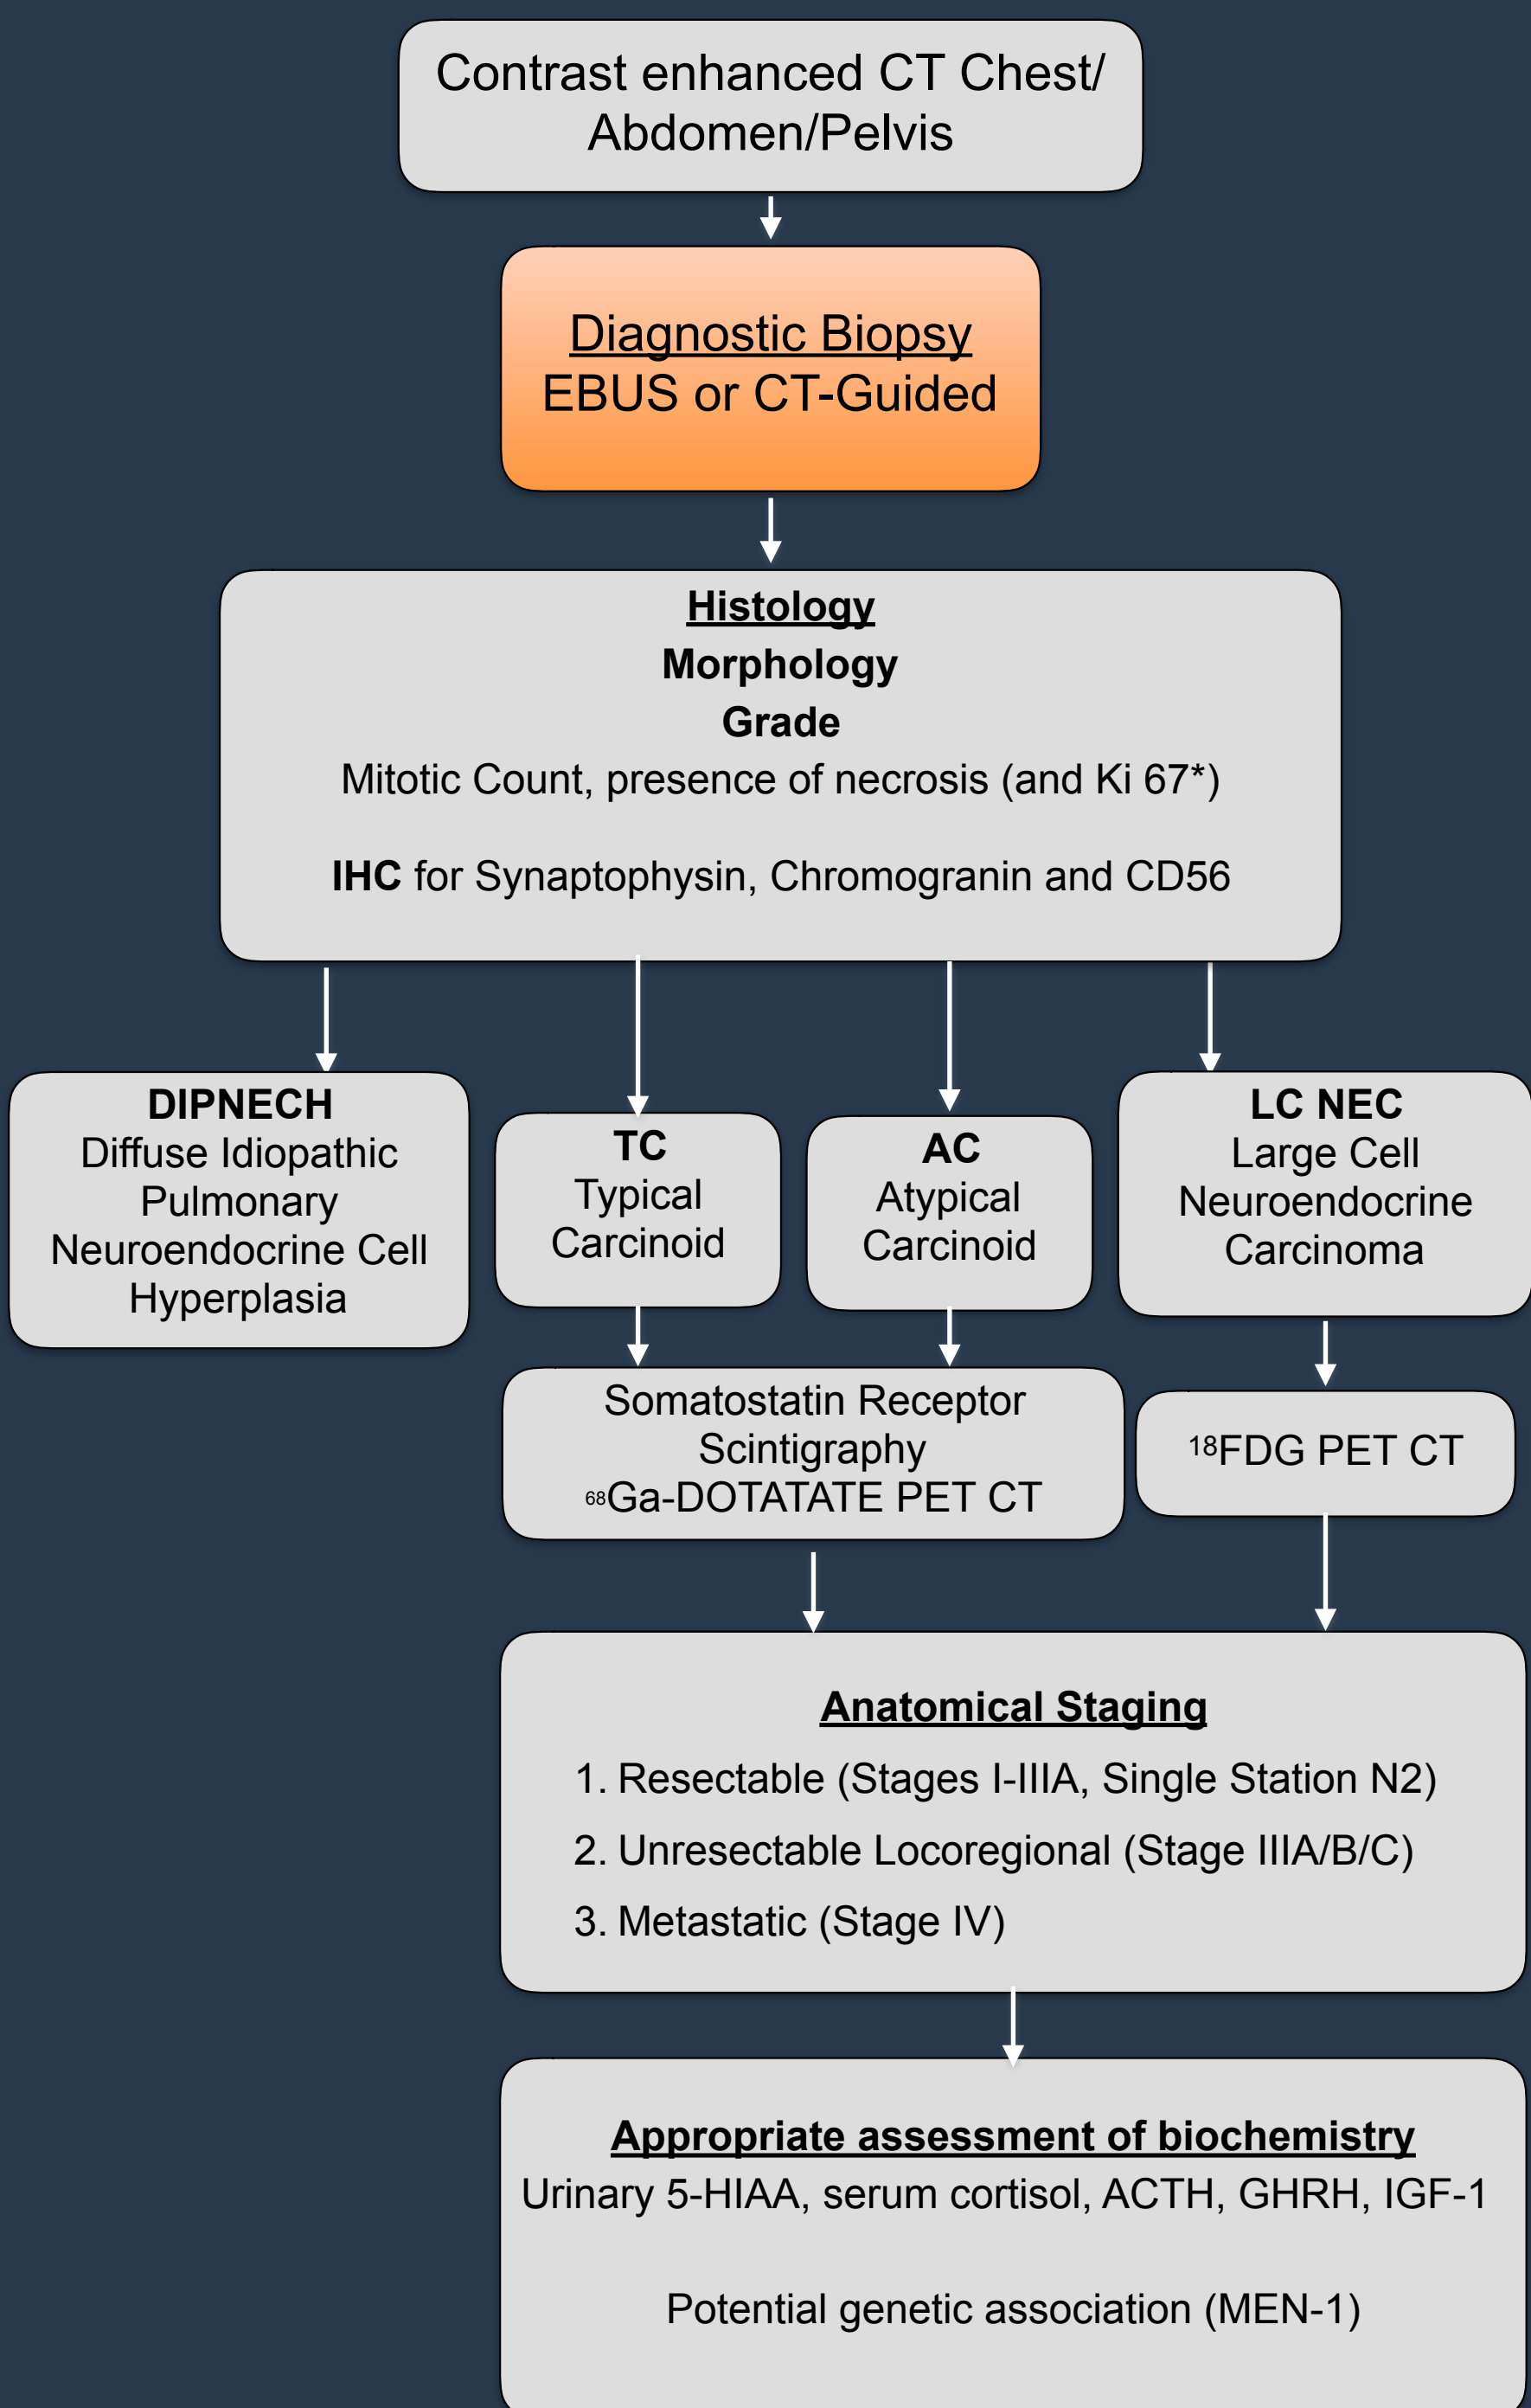 Contrast enhanced CT Chest/
Abdomen/Pelvis
Diagnostic Biopsy
EBUS or CT-Guided
Histology
Morphology
Grade
Mitotic Count, presence of necrosis (and Ki 67*)
IHC for Synaptophysin, Chromogranin and CD56
DIPNECH
Diffuse Idiopathic
Pulmonary
Neuroendocrine Cell
Hyperplasia
TC
Typical
Carcinoid
AC
Atypical
Carcinoid
LC NEC
Large Cell
Neuroendocrine
Carcinoma
Somatostatin Receptor
Scintigraphy
⁶⁸Ga-DOTATATE PET CT
¹⁸FDG PET CT
Anatomical Staging
1. Resectable (Stages I-IIIA, Single Station N2)
2. Unresectable Locoregional (Stage IIIA/B/C)
3. Metastatic (Stage IV)
Appropriate assessment of biochemistry
Urinary 5-HIAA, serum cortisol, ACTH, GHRH, IGF-1
Potential genetic association (MEN-1)